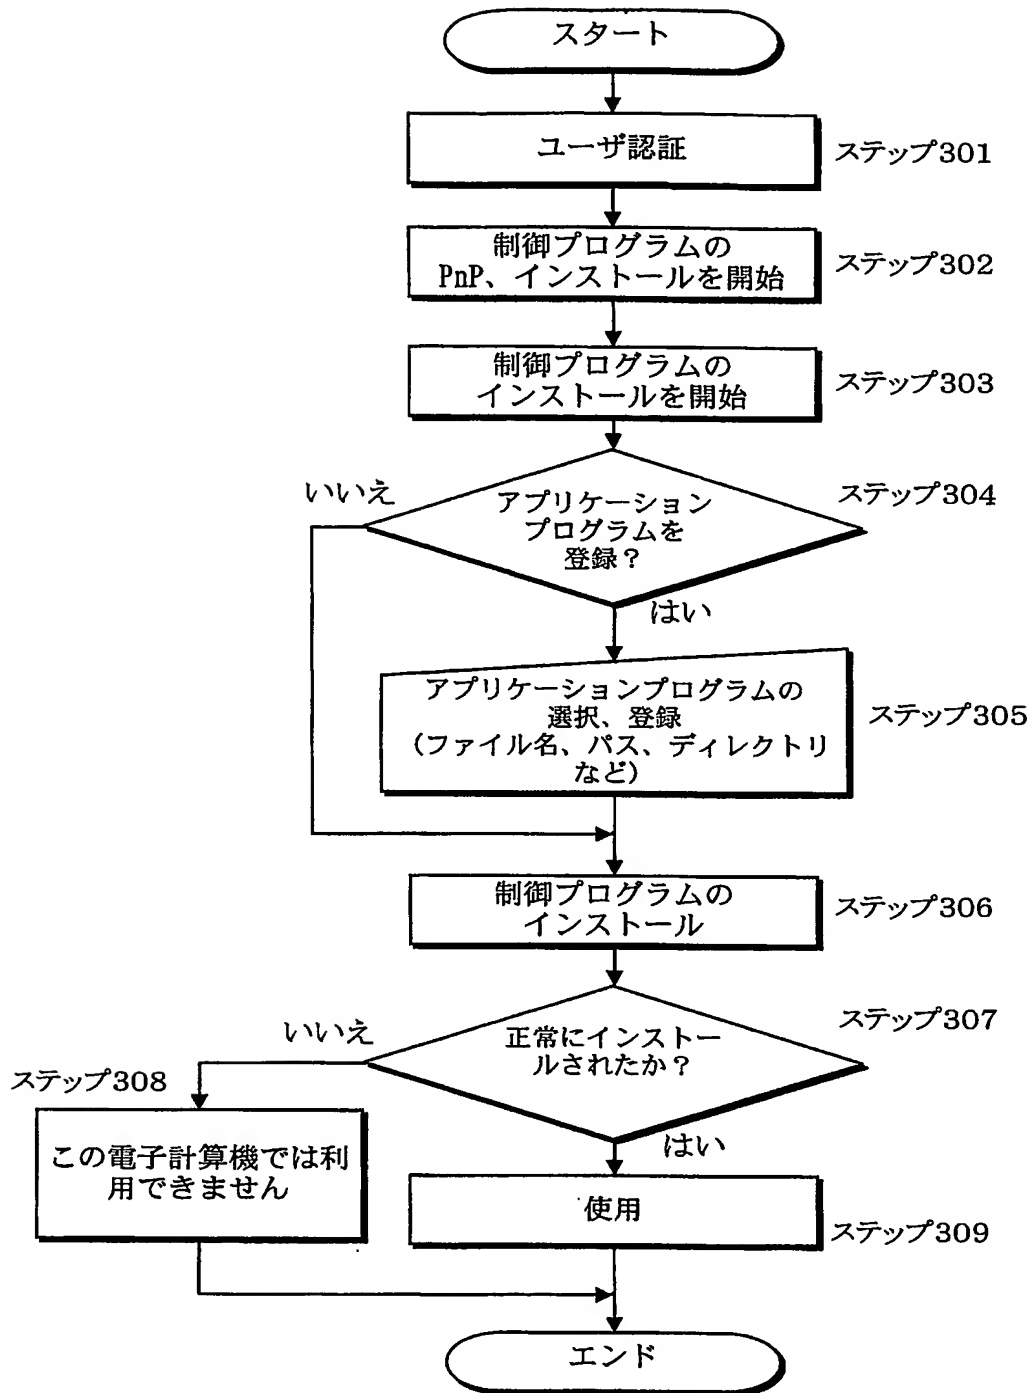 スタート
ユーザ認証
ステップ301
制御プログラムの
PnP、インストールを開始
ステップ302
制御プログラムの
インストールを開始
ステップ303
いいえ
アプリケーション
プログラムを
登録？
ステップ304
はい
アプリケーションプログラムの
選択、登録
（ファイル名、パス、ディレクトリ
など）
ステップ305
制御プログラムの
インストール
ステップ306
いいえ
正常にインストー
ルされたか？
ステップ307
はい
ステップ308
この電子計算機では利
用できません
使用
ステップ309
エンド